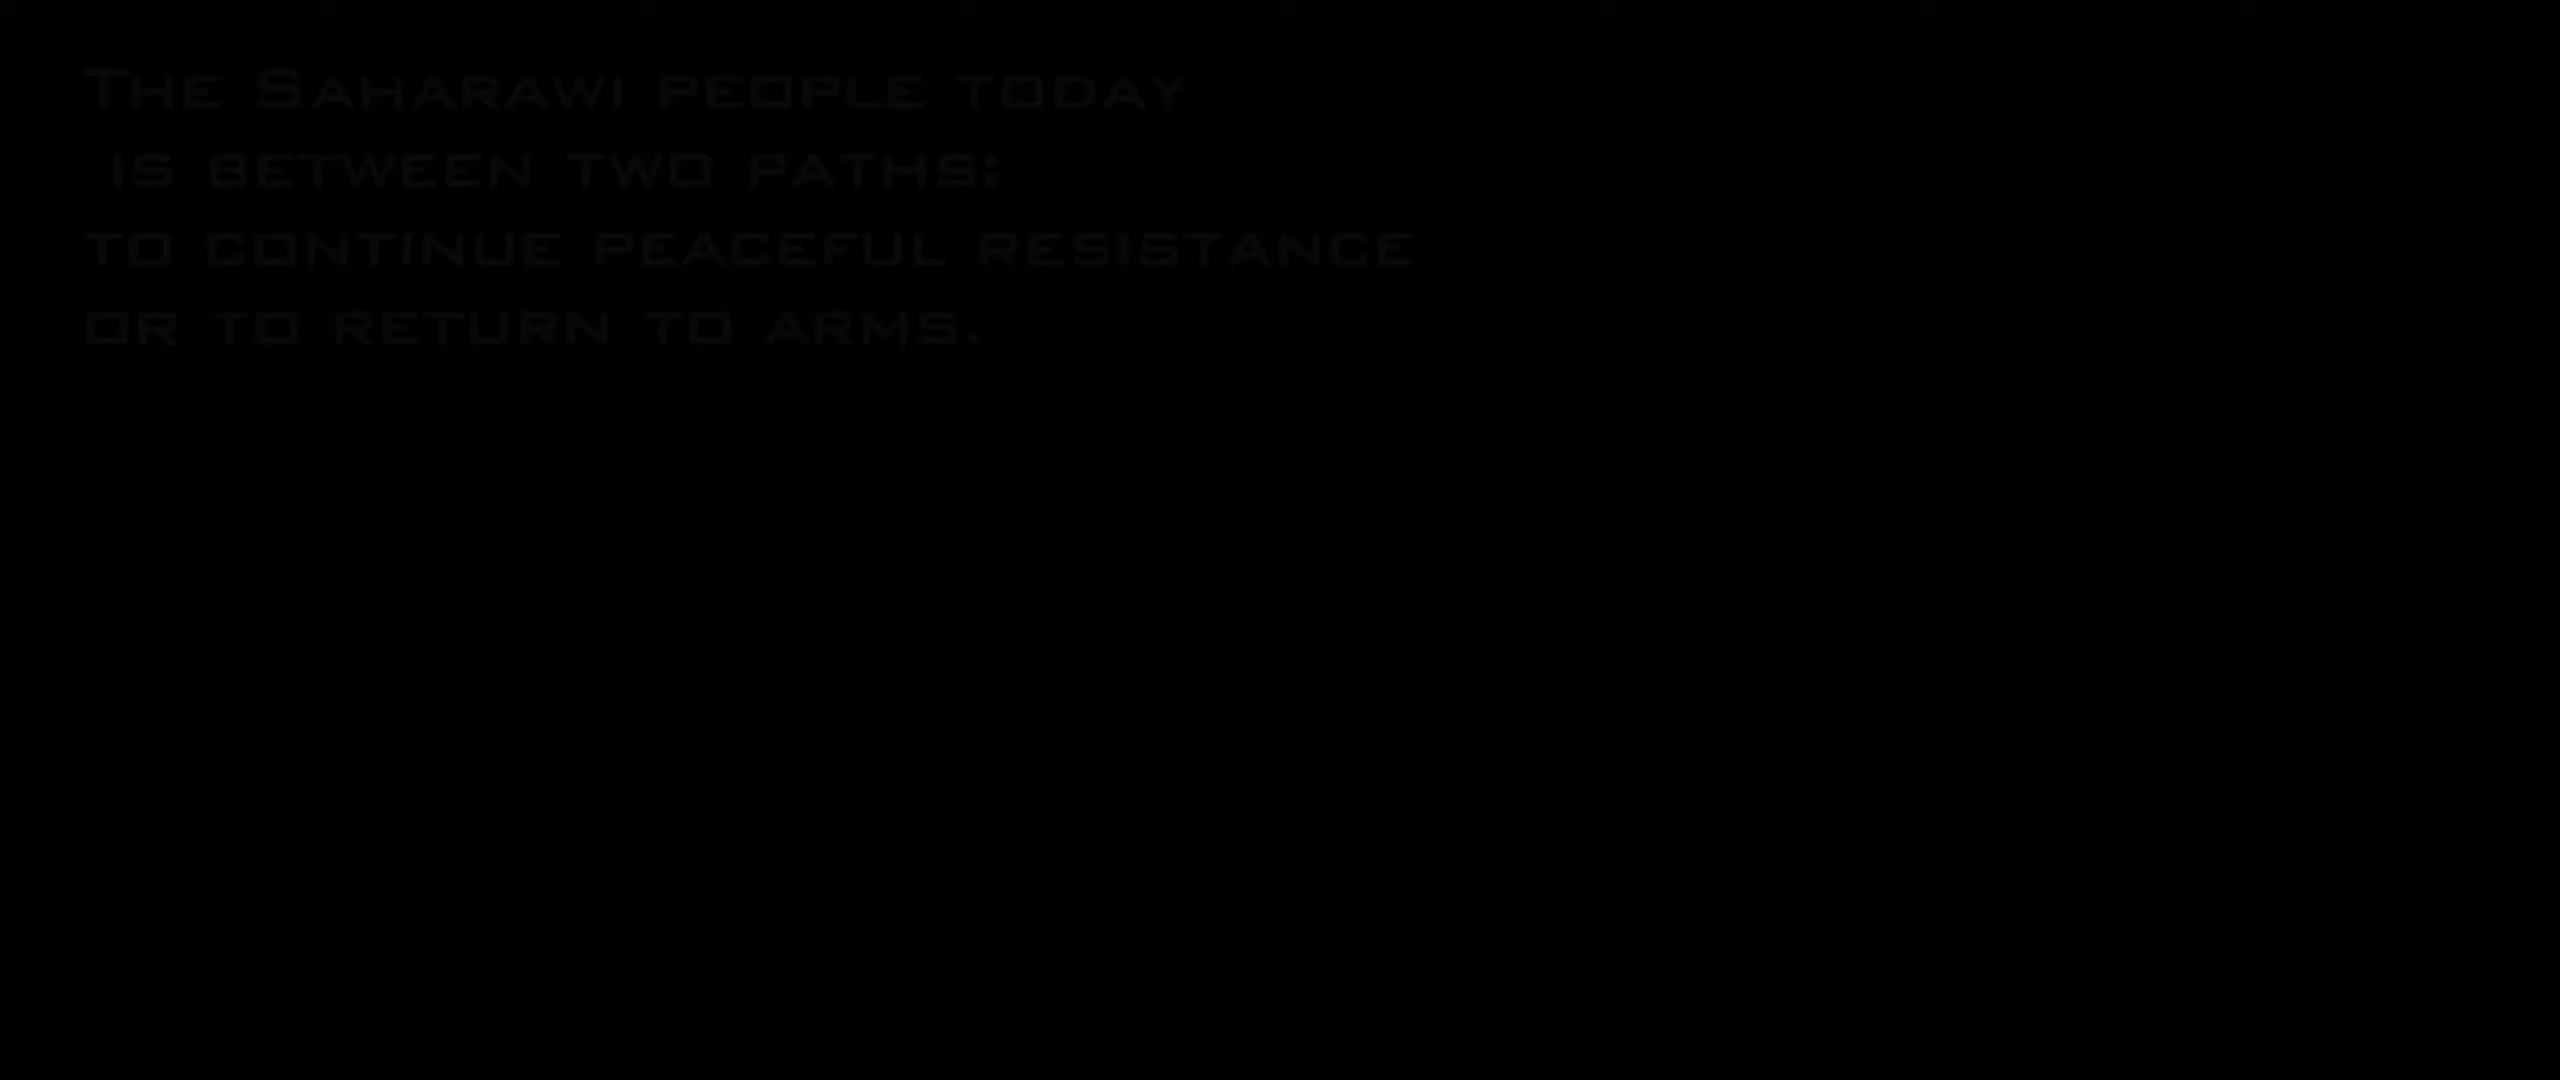 The Saharawi people today
is between two paths:
to continue peaceful resistance
or to return to arms.